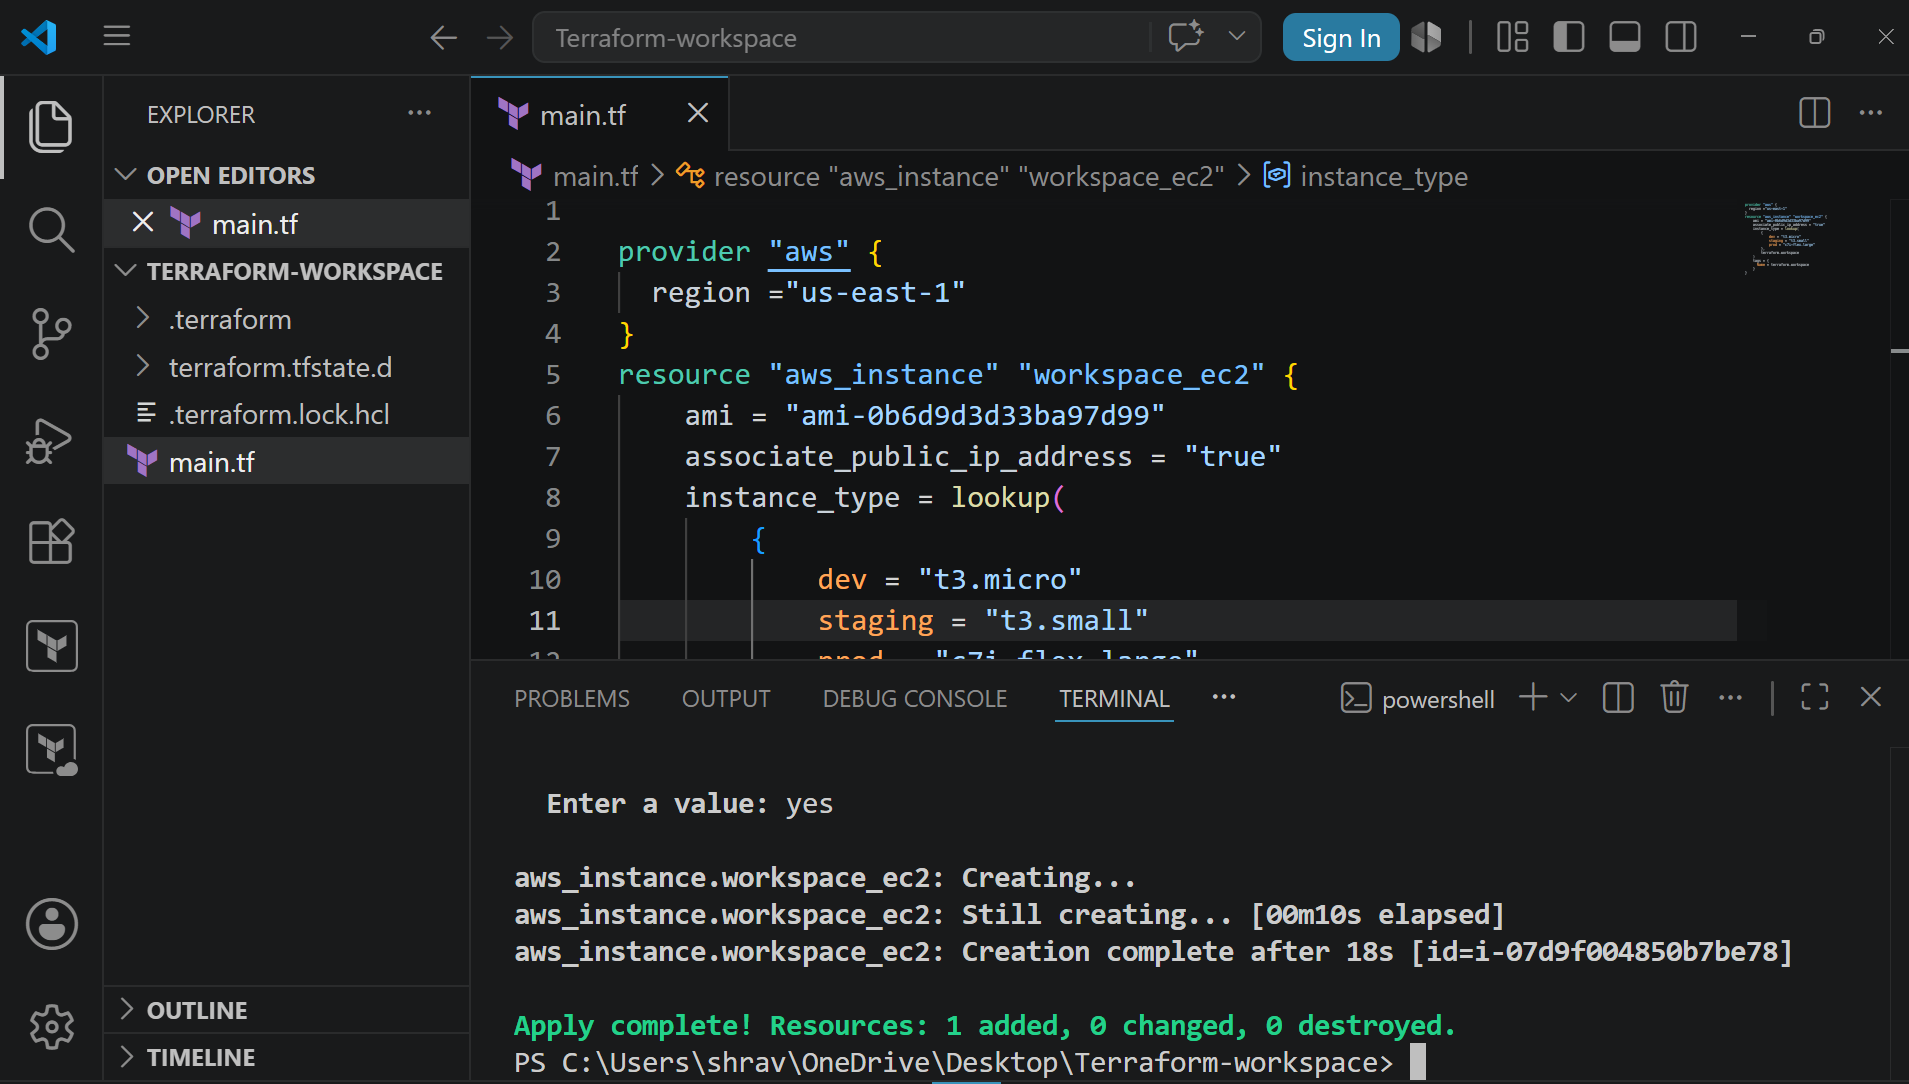 Terraform-workspace
Sign In
EXPLORER
OPEN EDITORS
main.tf
TERRAFORM-WORKSPACE
.terraform
terraform.tfstate.d
.terraform.lock.hcl
main.tf
OUTLINE
TIMELINE
main.tf
main.tf > resource "aws_instance" "workspace_ec2" > instance_type
1
2 provider "aws" {
3 region ="us-east-1"
4 }
5 resource "aws_instance" "workspace_ec2" {
6 ami = "ami-0b6d9d3d33ba97d99"
7 associate_public_ip_address = "true"
8 instance_type = lookup(
9 {
10 dev = "t3.micro"
11 staging = "t3.small"
12 prod = "c7i-flex.large"
PROBLEMS
OUTPUT
DEBUG CONSOLE
TERMINAL
powershell
Enter a value: yes
aws_instance.workspace_ec2: Creating...
aws_instance.workspace_ec2: Still creating... [00m10s elapsed]
aws_instance.workspace_ec2: Creation complete after 18s [id=i-07d9f004850b7be78]
Apply complete! Resources: 1 added, 0 changed, 0 destroyed.
PS C:\Users\shrav\OneDrive\Desktop\Terraform-workspace>